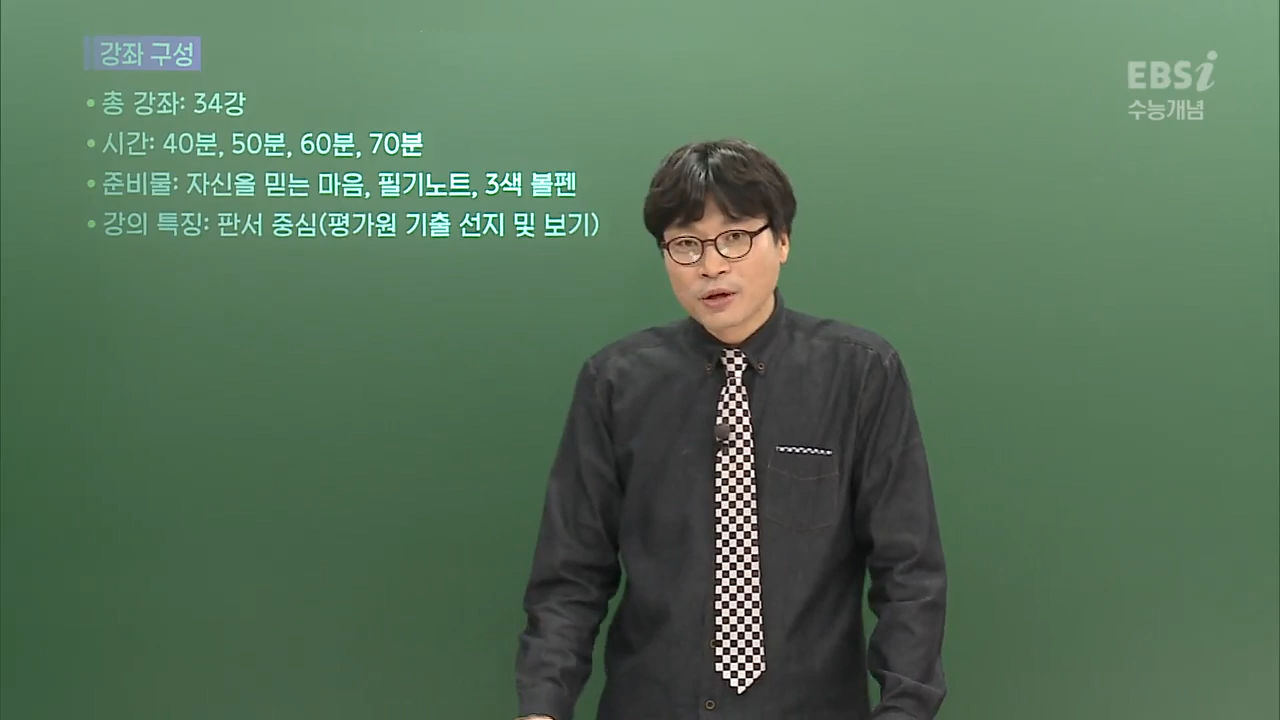 강좌 구성
• 총 강좌: 34강
• 시간: 40분, 50분, 60분, 70분
• 준비물: 자신을 믿는 마음, 필기노트, 3색 볼펜
• 강의 특징: 판서 중심(평가원 기출 선지 및 보기)
EBSi
수능개념